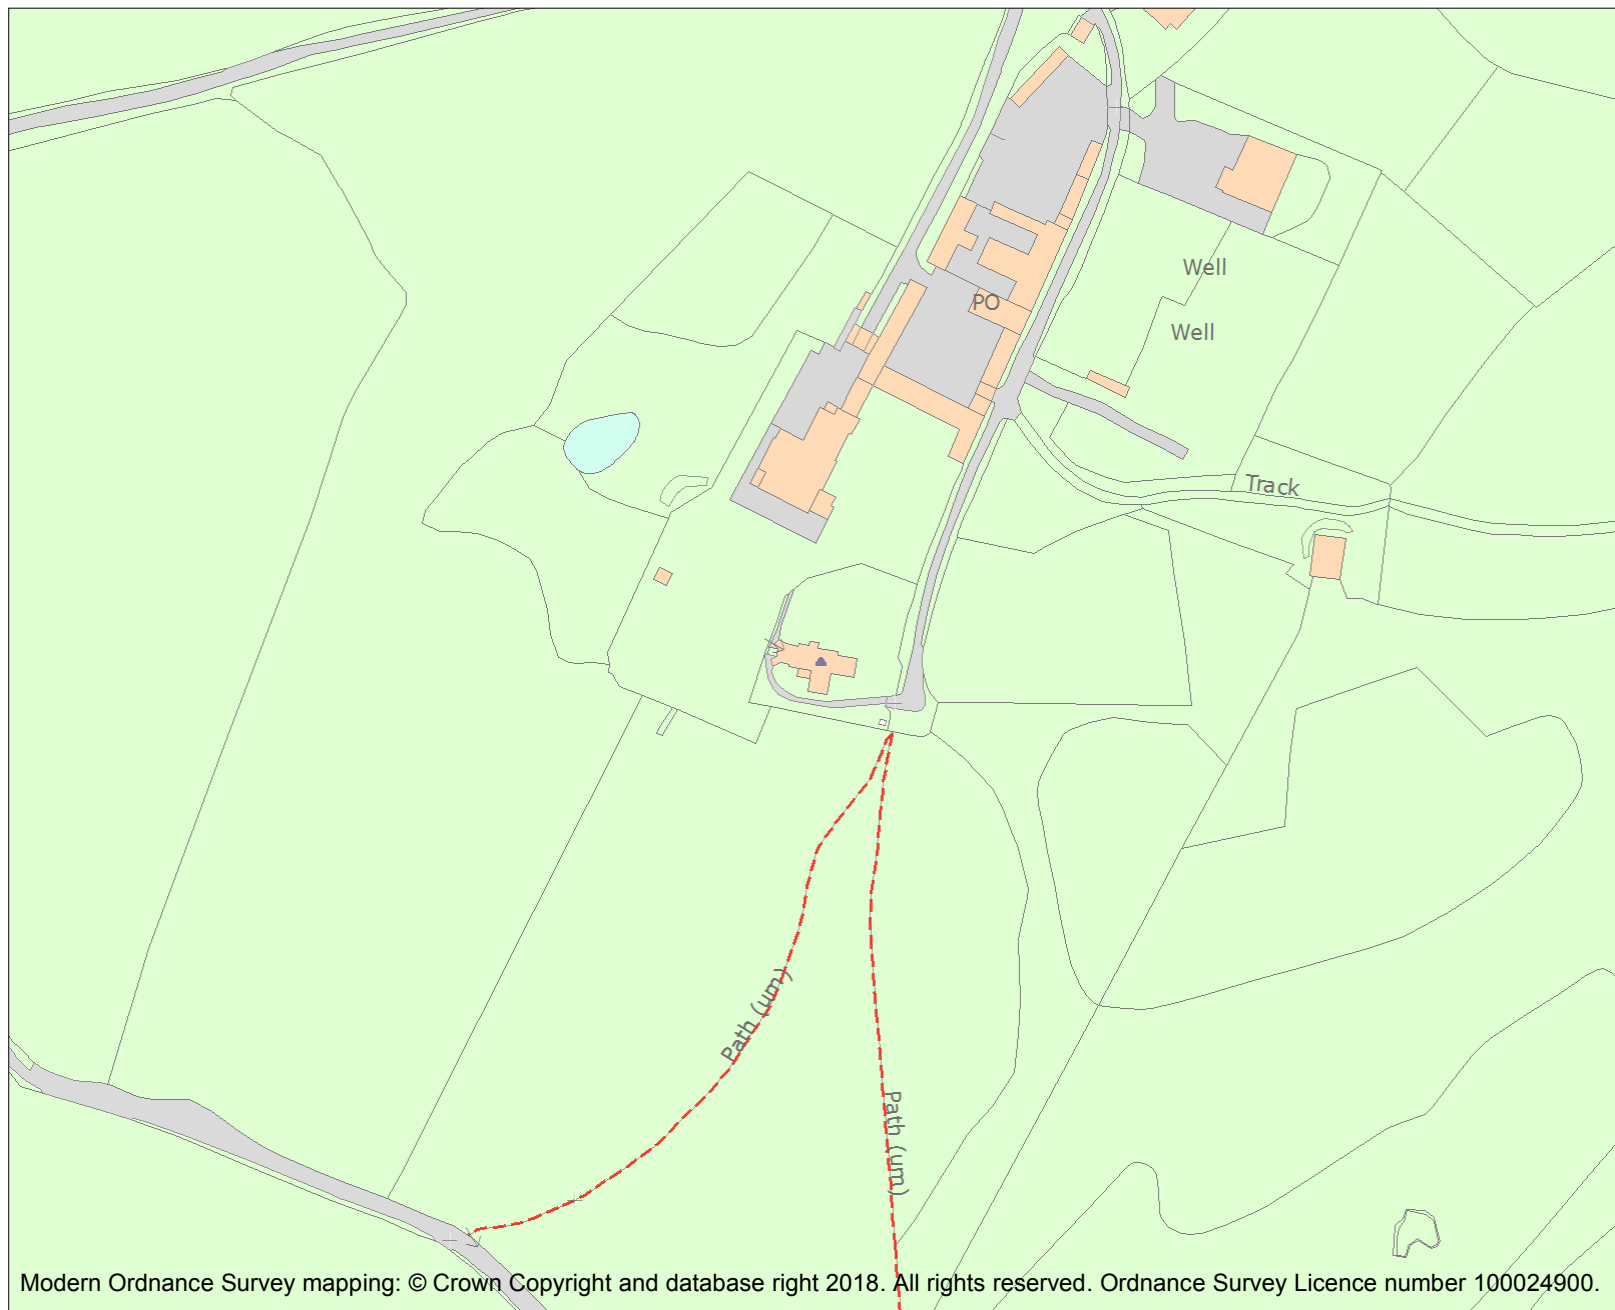 Well
PO
Well
Track
Path (um)
Path (um)
Modern Ordnance Survey mapping: © Crown Copyright and database right 2018. All rights reserved. Ordnance Survey Licence number 100024900.